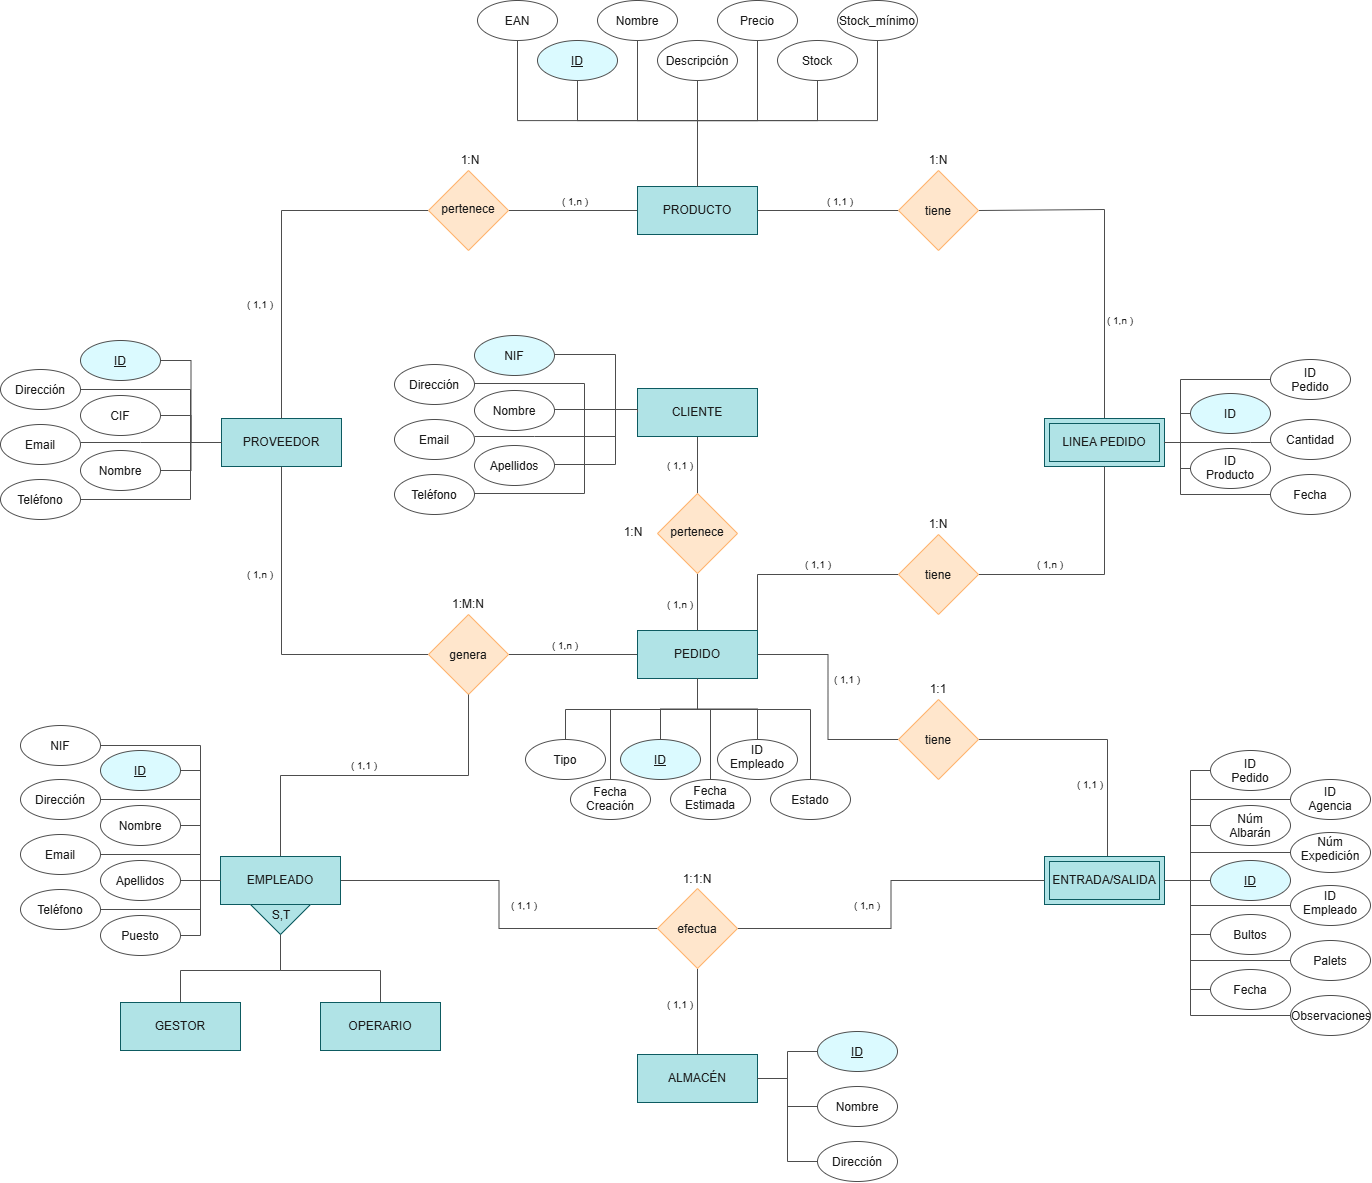 EAN
Nombre
Precio
Stock_mínimo
ID
Descripción
Stock
1:N
1:N
pertenece
( 1,n )
PRODUCTO
( 1,1 )
tiene
( 1,1 )
( 1,n )
NIF
Dirección
Nombre
CLIENTE
Email
Apellidos
Teléfono
( 1,1 )
ID
Dirección
CIF
PROVEEDOR
Email
Nombre
Teléfono
ID
Pedido
ID
LINEA PEDIDO
Cantidad
ID
Producto
Fecha
1:N
pertenece
1:N
( 1,n )
( 1,1 )
tiene
( 1,n )
( 1,n )
1:M:N
genera
( 1,n )
PEDIDO
( 1,1 )
1:1
tiene
( 1,1 )
Tipo
ID
ID
Empleado
Fecha
Creación
Fecha
Estimada
Estado
( 1,1 )
NIF
ID
Dirección
Nombre
Email
Apellidos
EMPLEADO
Teléfono
Puesto
S,T
GESTOR
OPERARIO
ID
Pedido
ID
Agencia
Núm
Albarán
Núm
Expedición
ENTRADA/SALIDA
ID
ID
Empleado
Bultos
Palets
Fecha
Observaciones
1:1:N
( 1,1 )
efectua
( 1,n )
( 1,1 )
ALMACÉN
ID
Nombre
Dirección